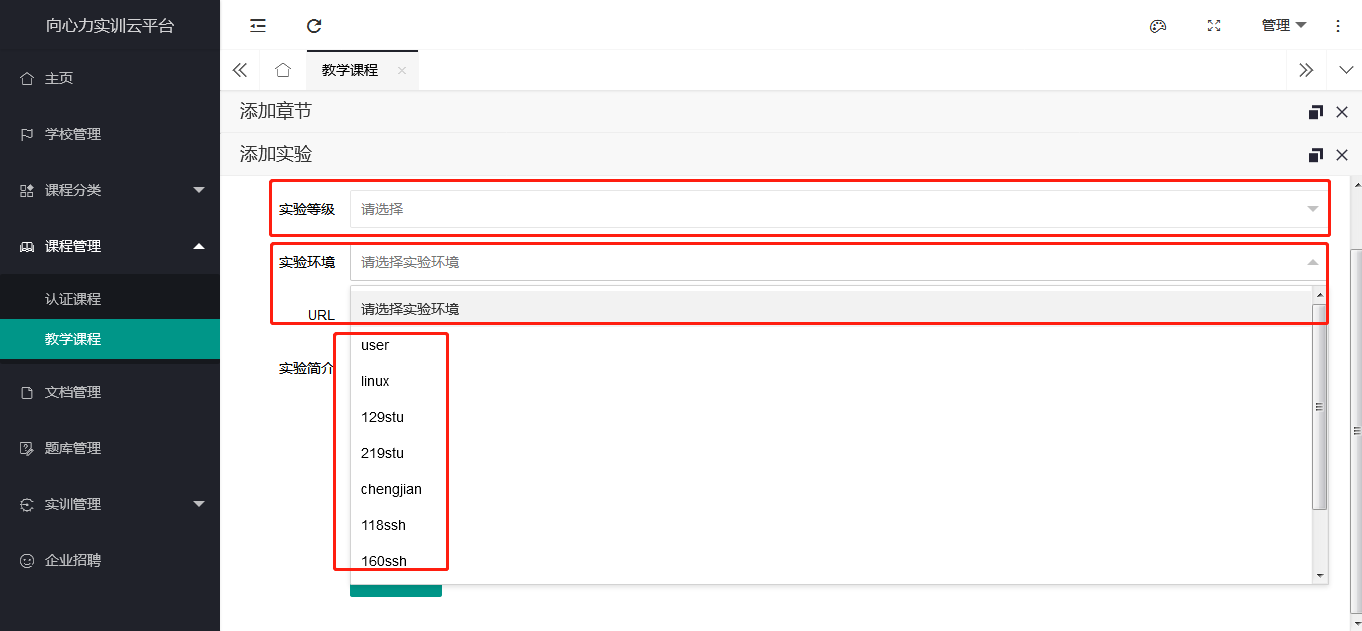 向心力实训云平台
管理
主页
教学课程
添加章节
学校管理
添加实验
课程分类
实验等级
请选择
课程管理
实验环境
请选择实验环境
认证课程
URL
请选择实验环境
教学课程
user
实验简介
linux
文档管理
129stu
题库管理
219stu
chengjian
实训管理
118ssh
企业招聘
160ssh